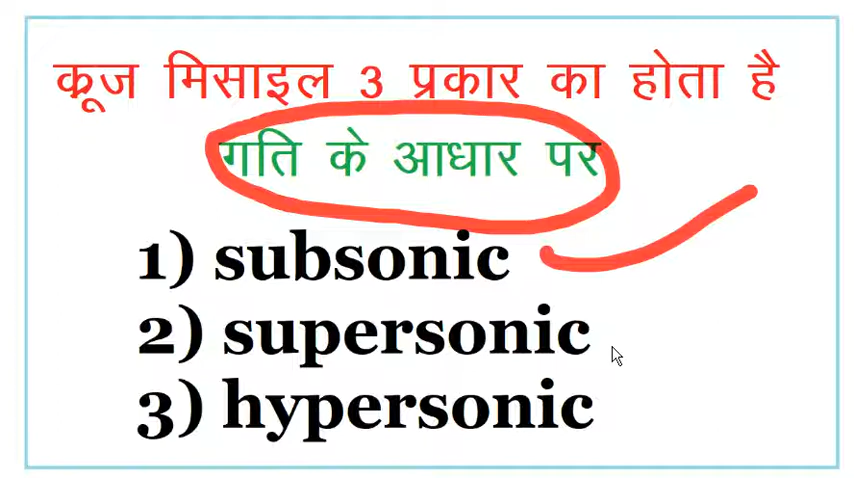 क्रूज मिसाइल 3 प्रकार का होता है
गति के आधार पर
1) subsonic
2) supersonic
3) hypersonic